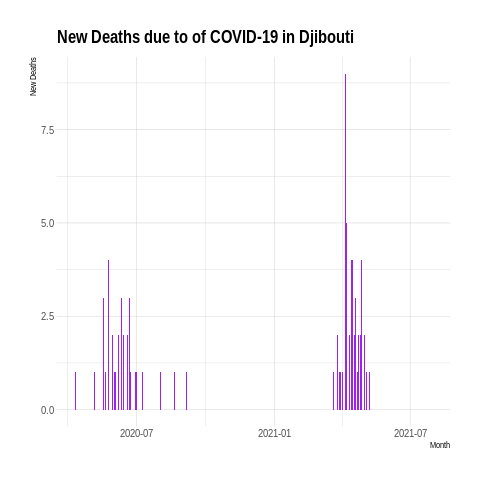 New Deaths due to of COVID-19 in Djibouti
New Deaths
7.5
5.0
2.5
0.0
2020-07
2021-01
2021-07
Month